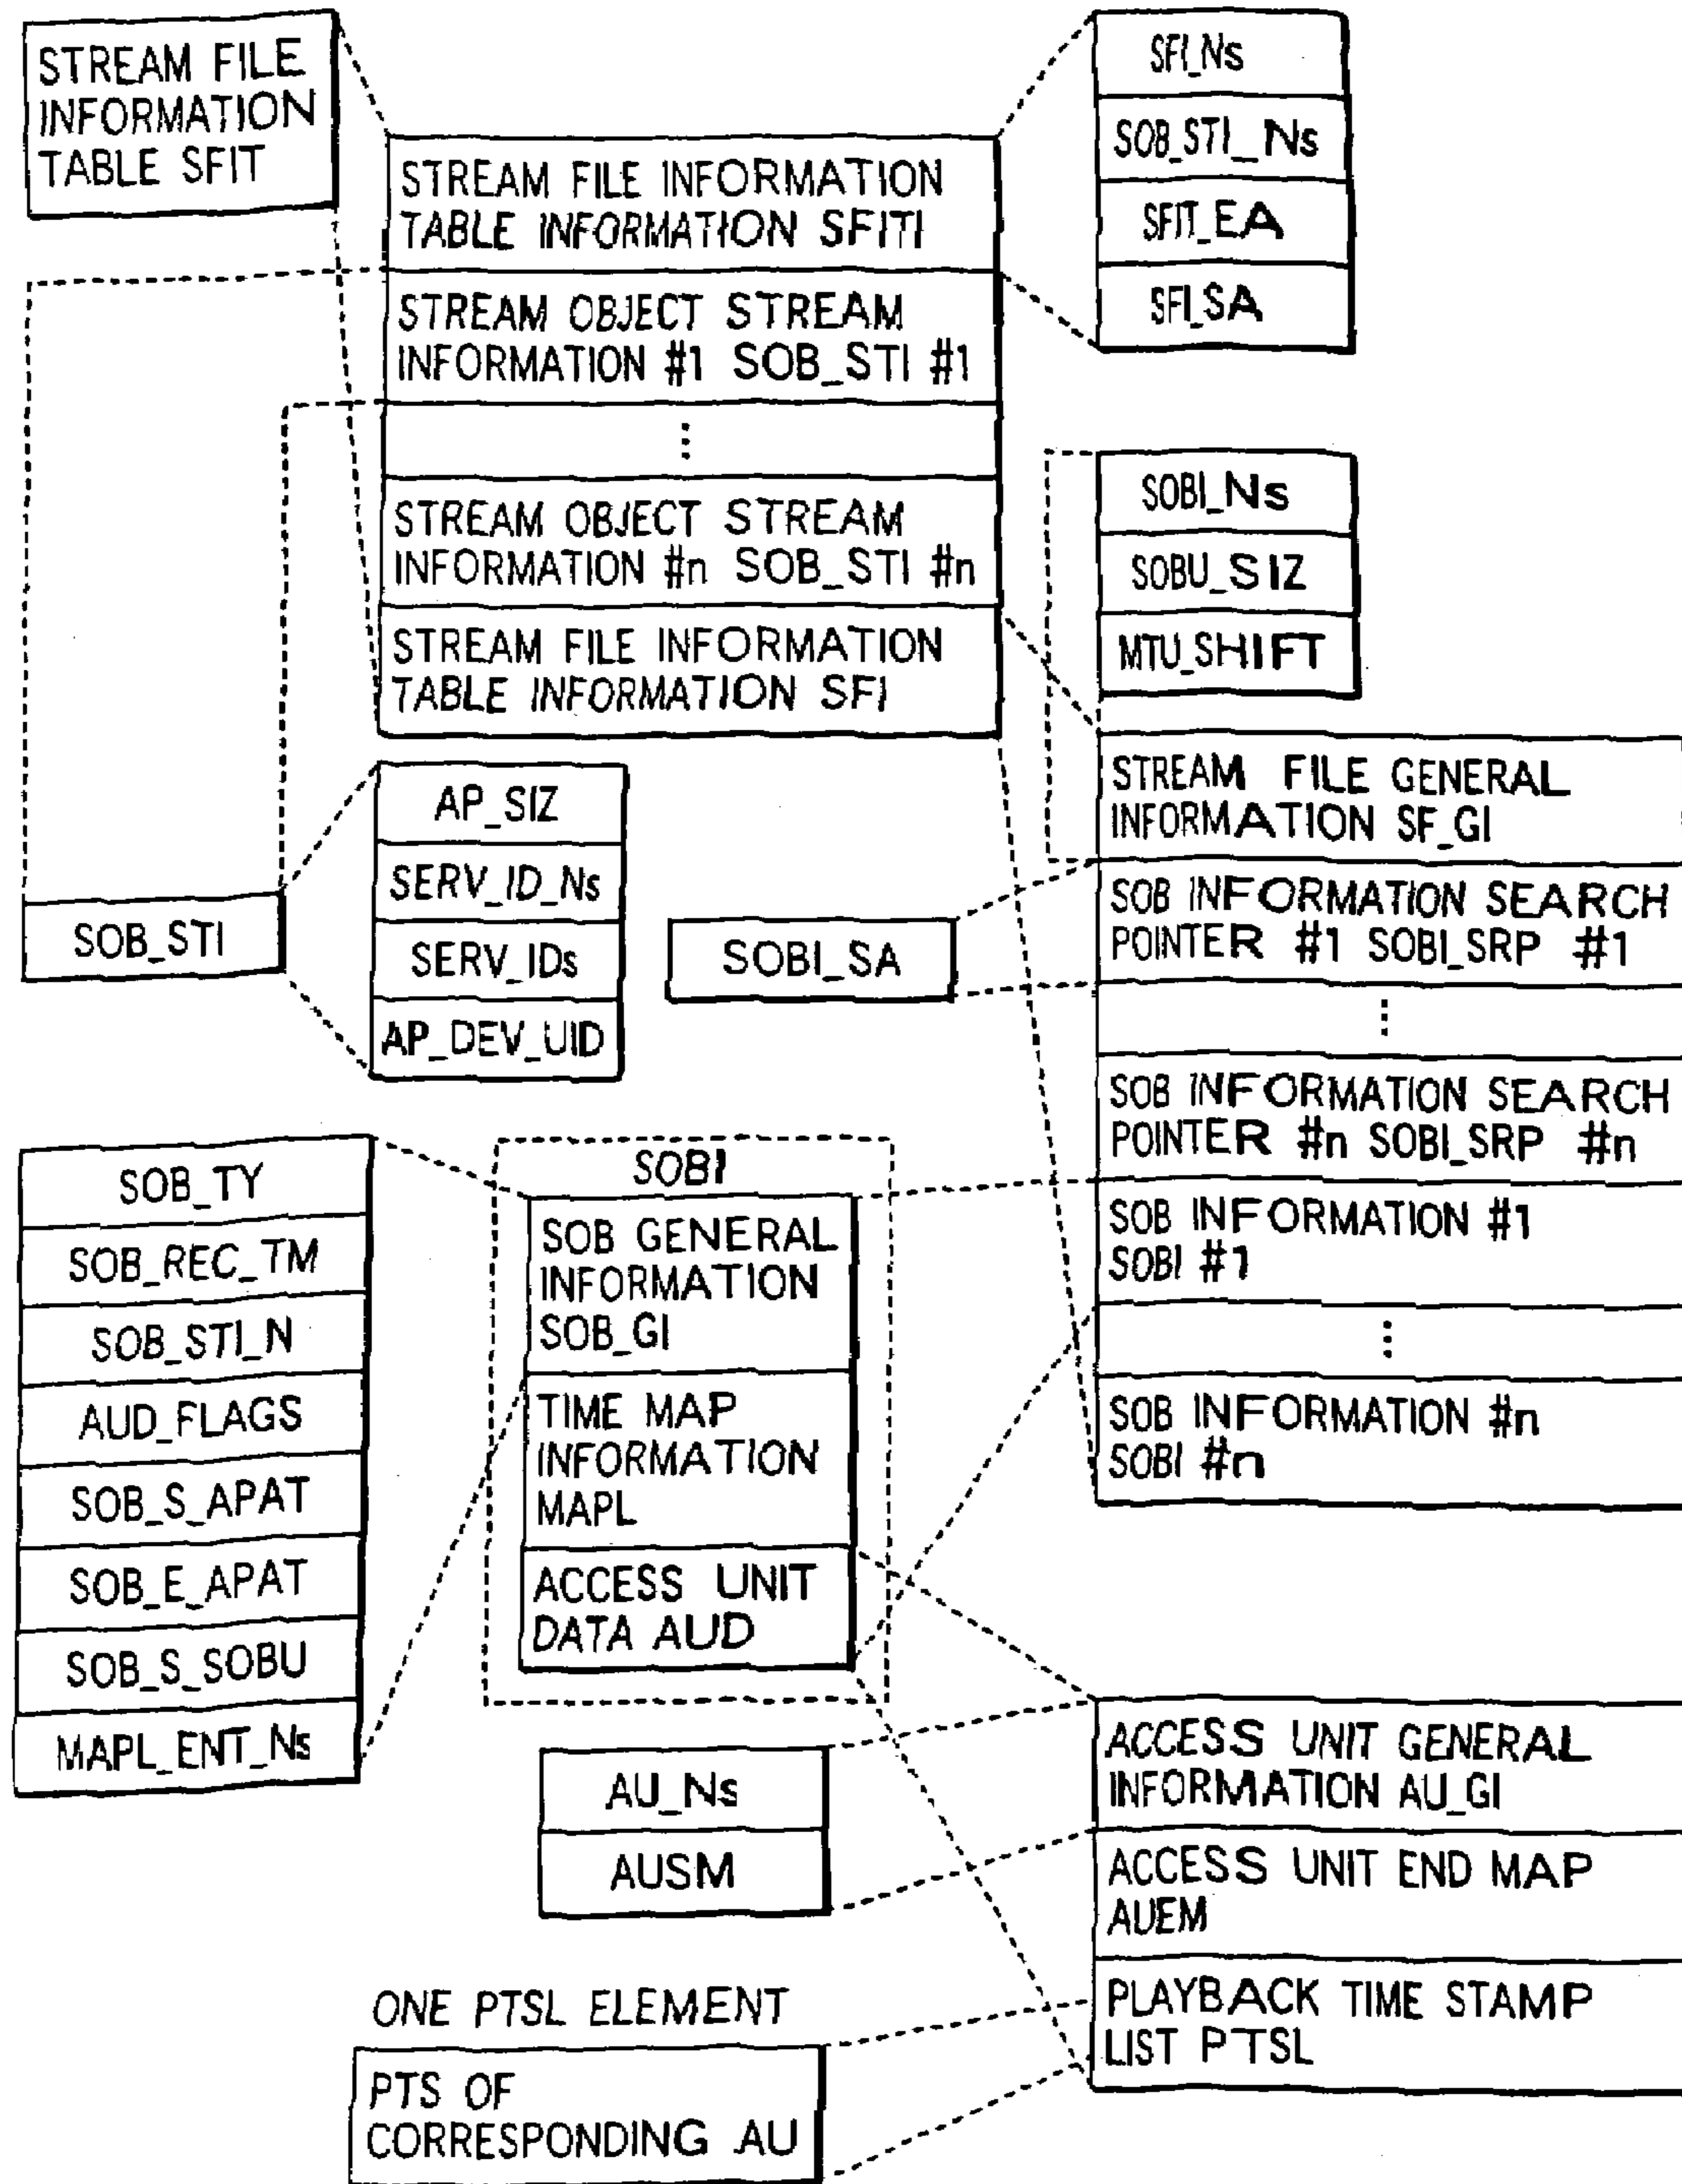 STREAM FILE
INFORMATION
TABLE SFIT
STREAM FILE INFORMATION
TABLE INFORMATION SFITI
STREAM OBJECT STREAM
INFORMATION #1 SOB_STI #1
⋮
STREAM OBJECT STREAM
INFORMATION #n SOB_STI #n
STREAM FILE INFORMATION
TABLE INFORMATION SFI
SFI_Ns
SOB_STI_Ns
SFIT_EA
SFI_SA
SOBI_Ns
SOBU_SIZ
MTU_SHIFT
STREAM FILE GENERAL
INFORMATION SF_GI
SOB INFORMATION SEARCH
POINTER #1 SOBI_SRP #1
⋮
SOB INFORMATION SEARCH
POINTER #n SOBI_SRP #n
SOB INFORMATION #1
SOBI #1
⋮
SOB INFORMATION #n
SOBI #n
SOB_STI
AP_SIZ
SERV_ID_Ns
SERV_IDs
AP_DEV_UID
SOBI_SA
SOB_TY
SOB_REC_TM
SOB_STI_N
AUD_FLAGS
SOB_S_APAT
SOB_E_APAT
SOB_S_SOBU
MAPL_ENT_Ns
SOBI
SOB GENERAL
INFORMATION
SOB_GI
TIME MAP
INFORMATION
MAPL
ACCESS UNIT
DATA AUD
AU_Ns
AUSM
ACCESS UNIT GENERAL
INFORMATION AU_GI
ACCESS UNIT END MAP
AUEM
PLAYBACK TIME STAMP
LIST PTSL
ONE PTSL ELEMENT
PTS OF
CORRESPONDING AU